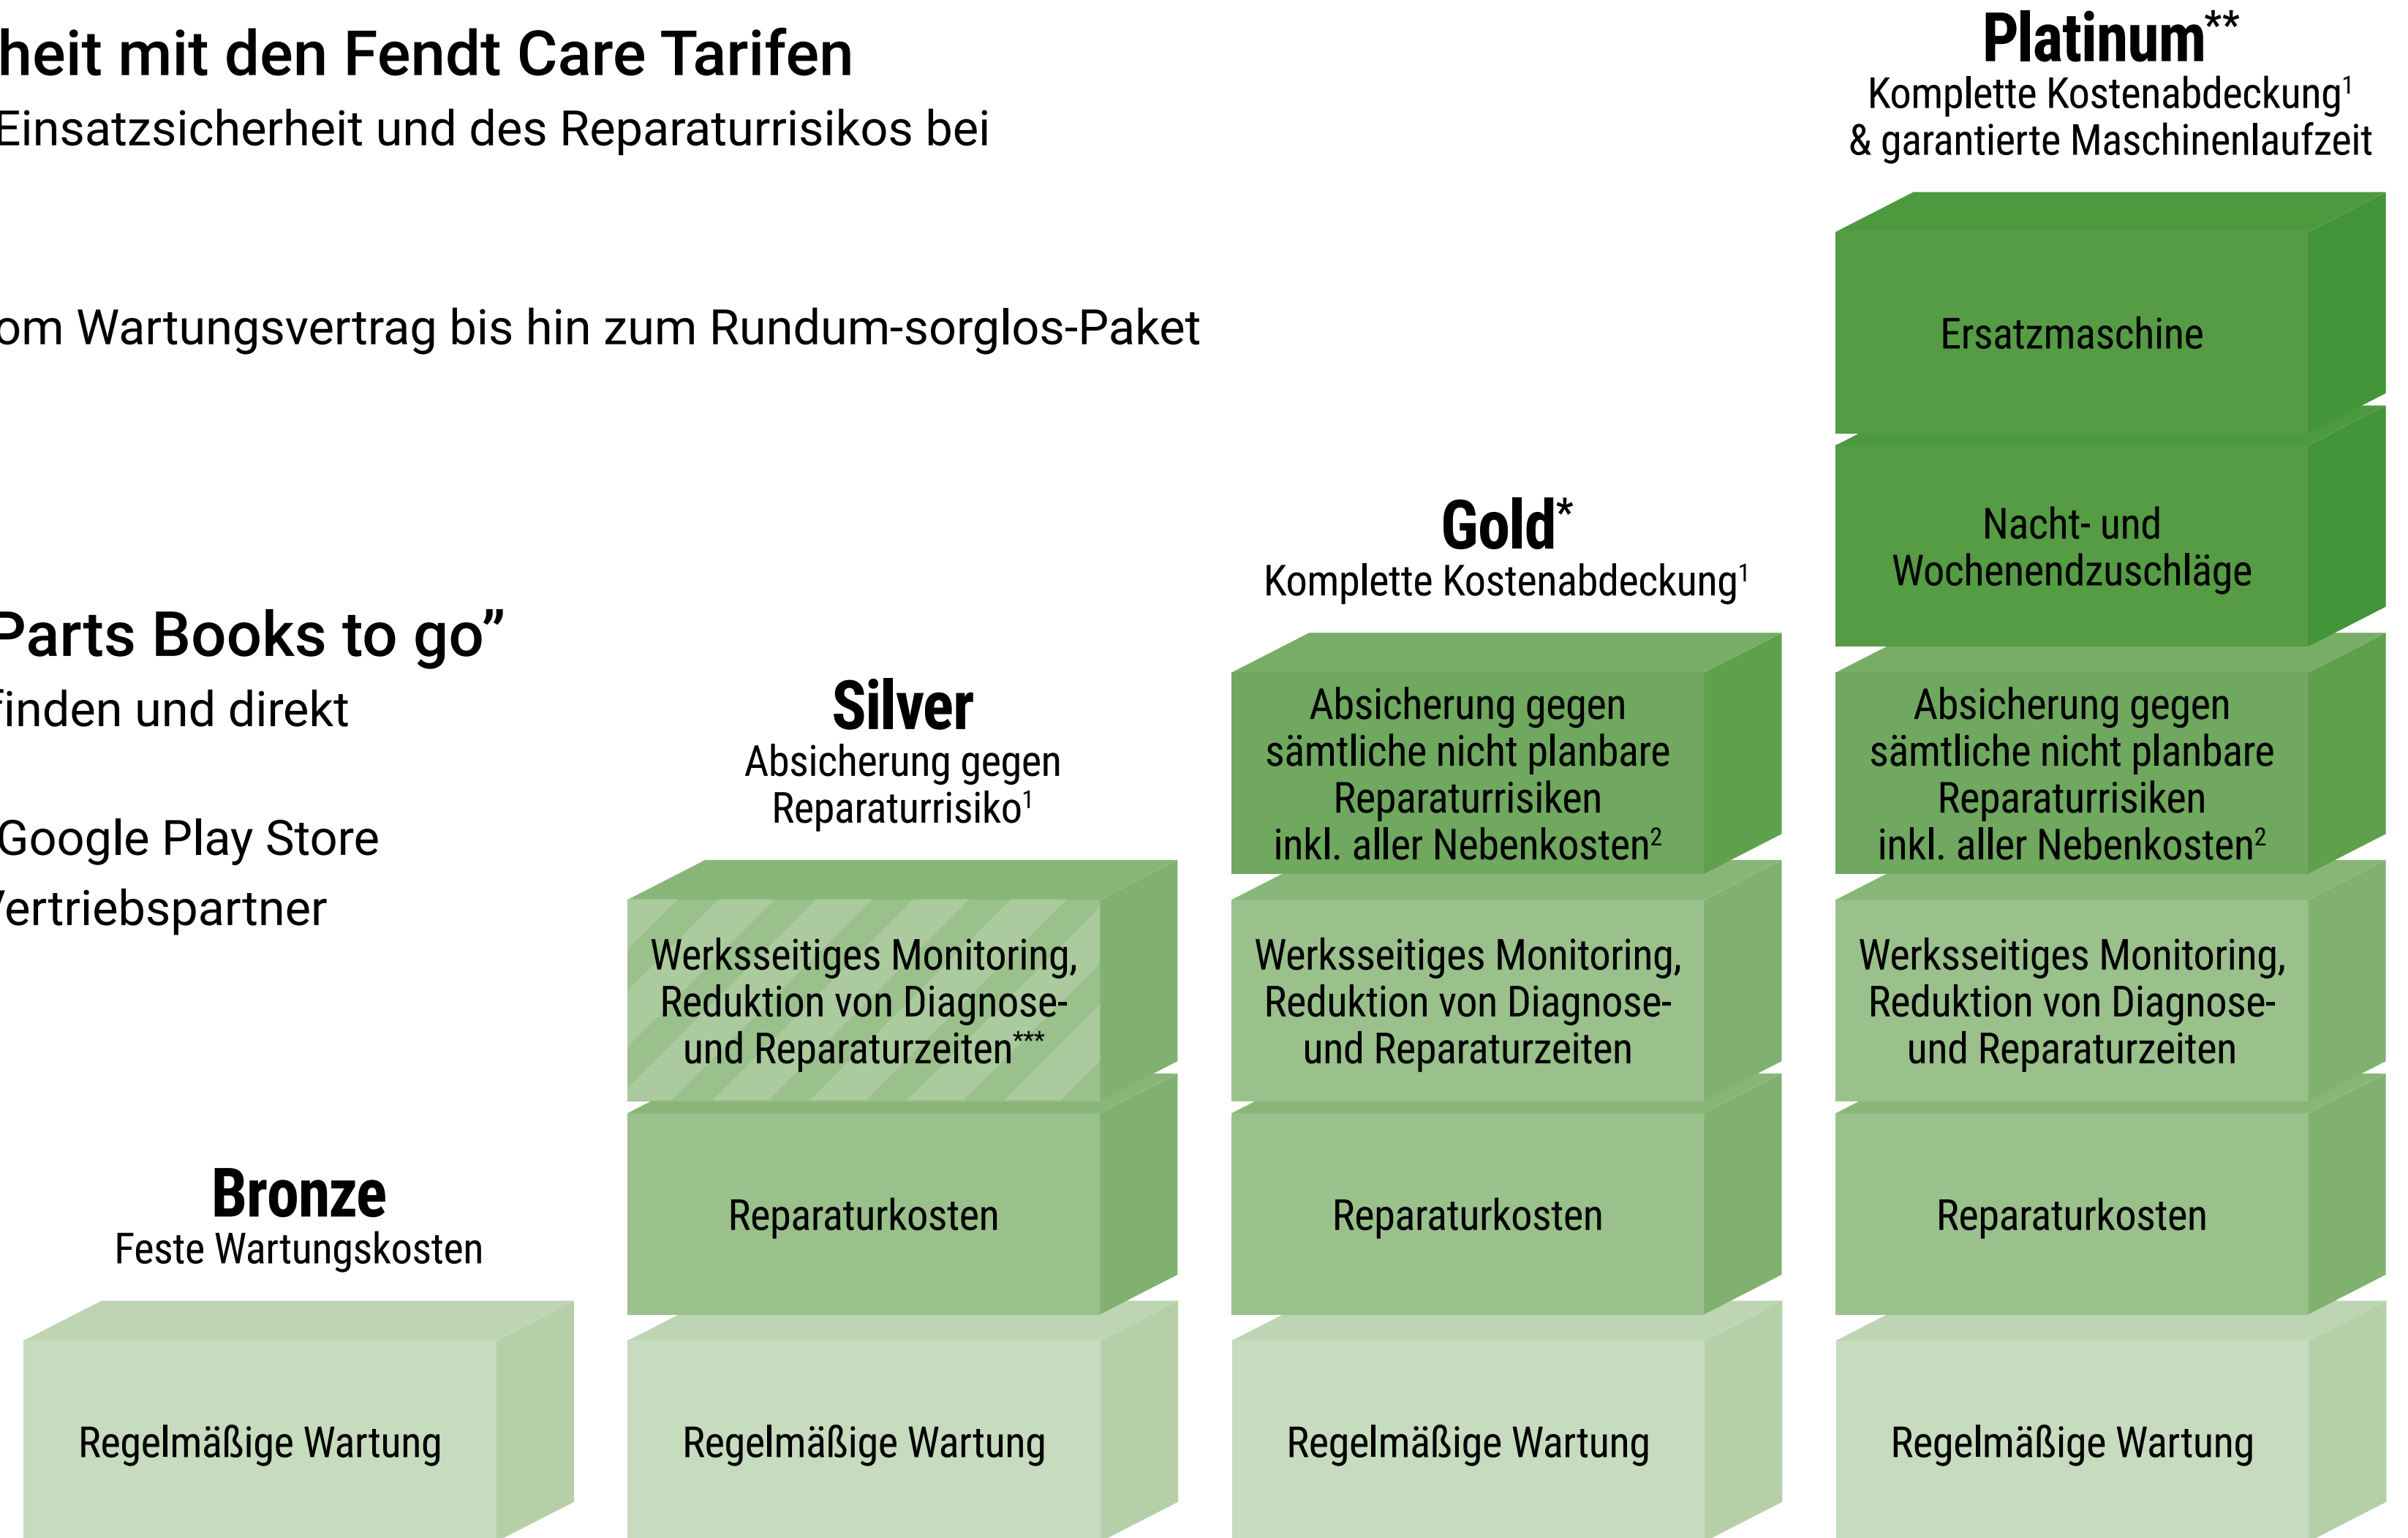 heit mit den Fendt Care Tarifen
Einsatzsicherheit und des Reparaturrisikos bei
om Wartungsvertrag bis hin zum Rundum-sorglos-Paket
Parts Books to go”
finden und direkt
Google Play Store
Vertriebspartner
Bronze
Feste Wartungskosten
Regelmäßige Wartung
Silver
Absicherung gegen
Reparaturrisiko¹
Werksseitiges Monitoring,
Reduktion von Diagnose-
und Reparaturzeiten***
Reparaturkosten
Regelmäßige Wartung
Gold*
Komplette Kostenabdeckung¹
Absicherung gegen
sämtliche nicht planbare
Reparaturrisiken
inkl. aller Nebenkosten²
Werksseitiges Monitoring,
Reduktion von Diagnose-
und Reparaturzeiten
Reparaturkosten
Regelmäßige Wartung
Platinum**
Komplette Kostenabdeckung¹
& garantierte Maschinenlaufzeit
Ersatzmaschine
Nacht- und
Wochenendzuschläge
Absicherung gegen
sämtliche nicht planbare
Reparaturrisiken
inkl. aller Nebenkosten²
Werksseitiges Monitoring,
Reduktion von Diagnose-
und Reparaturzeiten
Reparaturkosten
Regelmäßige Wartung